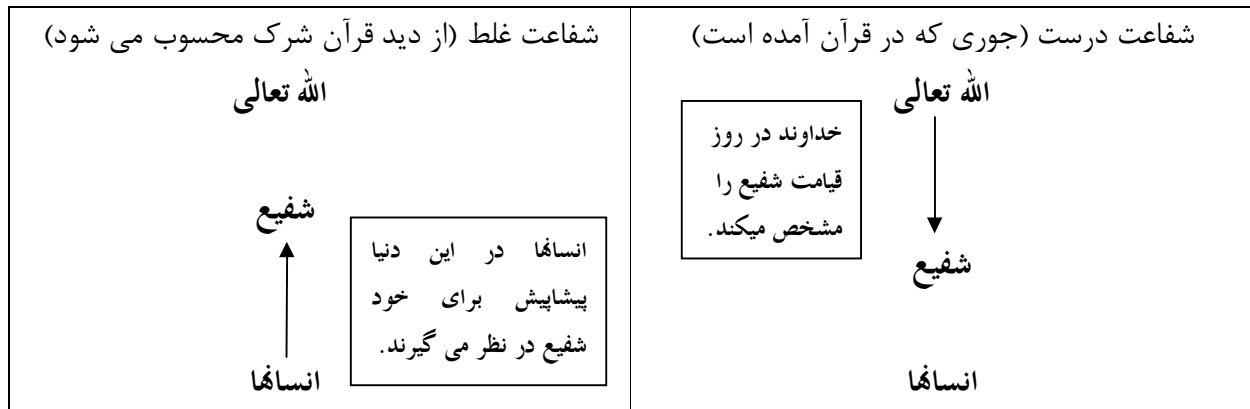 شفاعت درست (جوری که در قرآن آمده است)
الله تعالی
خداوند در روز
قیامت شفیع را
مشخص میکند.
شفیع
انسانها
شفاعت غلط (از دید قرآن شرک محسوب می شود)
الله تعالی
شفیع
انسانها در این دنیا
پیشاپیش برای خود
شفیع در نظر می گیرند.
انسانها